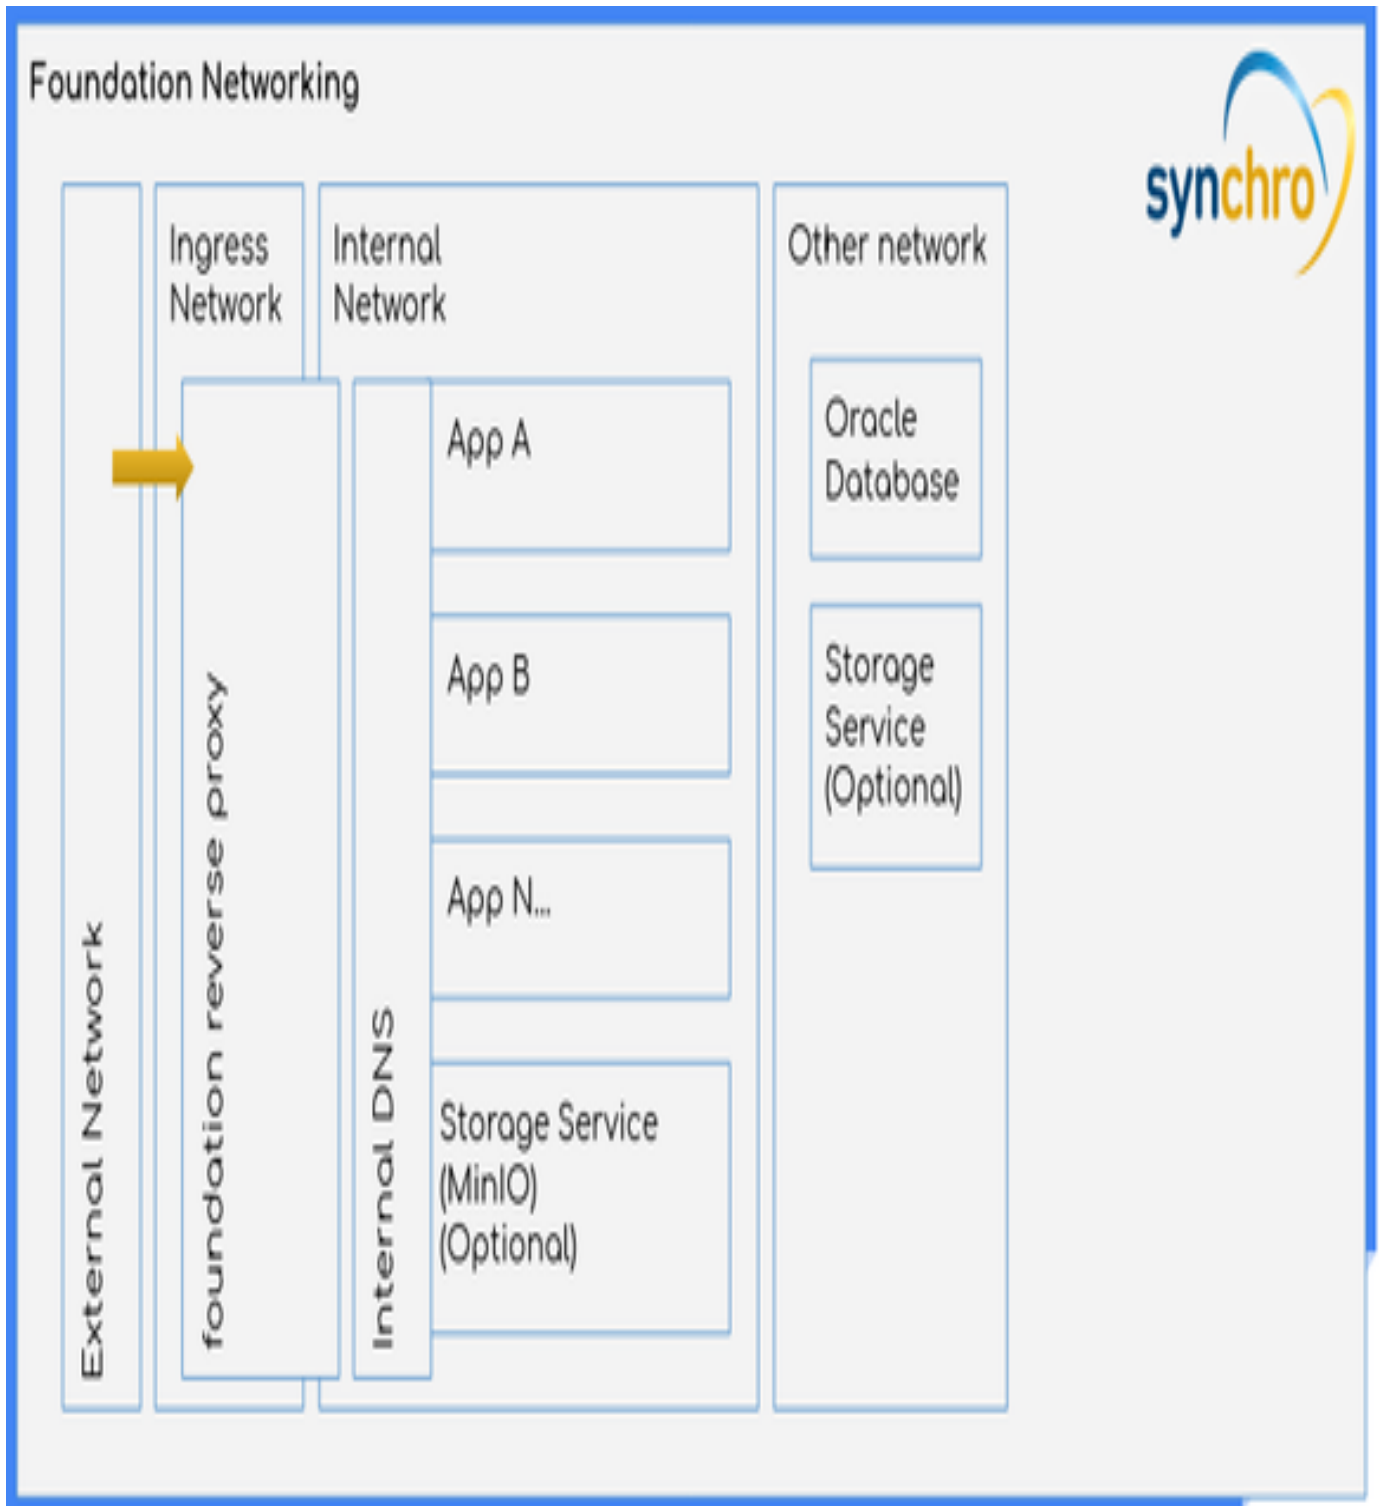 Foundation Networking
synchro
External Network
Ingress
Network
foundation reverse proxy
Internal
Network
Internal DNS
App A
App B
App N...
Storage Service
(MinIO)
(Optional)
Other network
Oracle
Database
Storage
Service
(Optional)